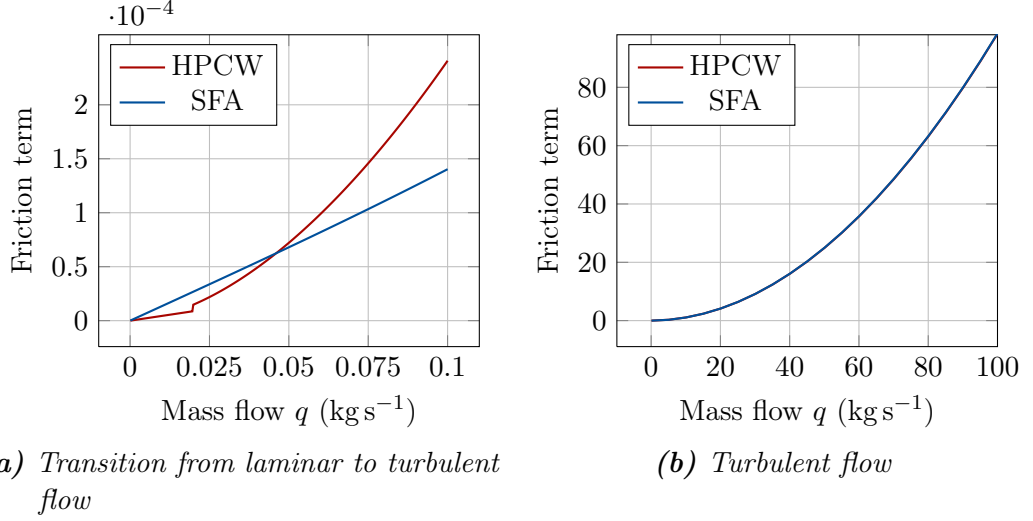 ·10⁻⁴
HPCW
SFA
2
1.5
1
0.5
0
Friction term
0
0.025
0.05
0.075
0.1
Mass flow q (kg s⁻¹)
a) Transition from laminar to turbulent
flow
HPCW
SFA
80
60
40
20
0
Friction term
0
20
40
60
80
100
Mass flow q (kg s⁻¹)
(b) Turbulent flow